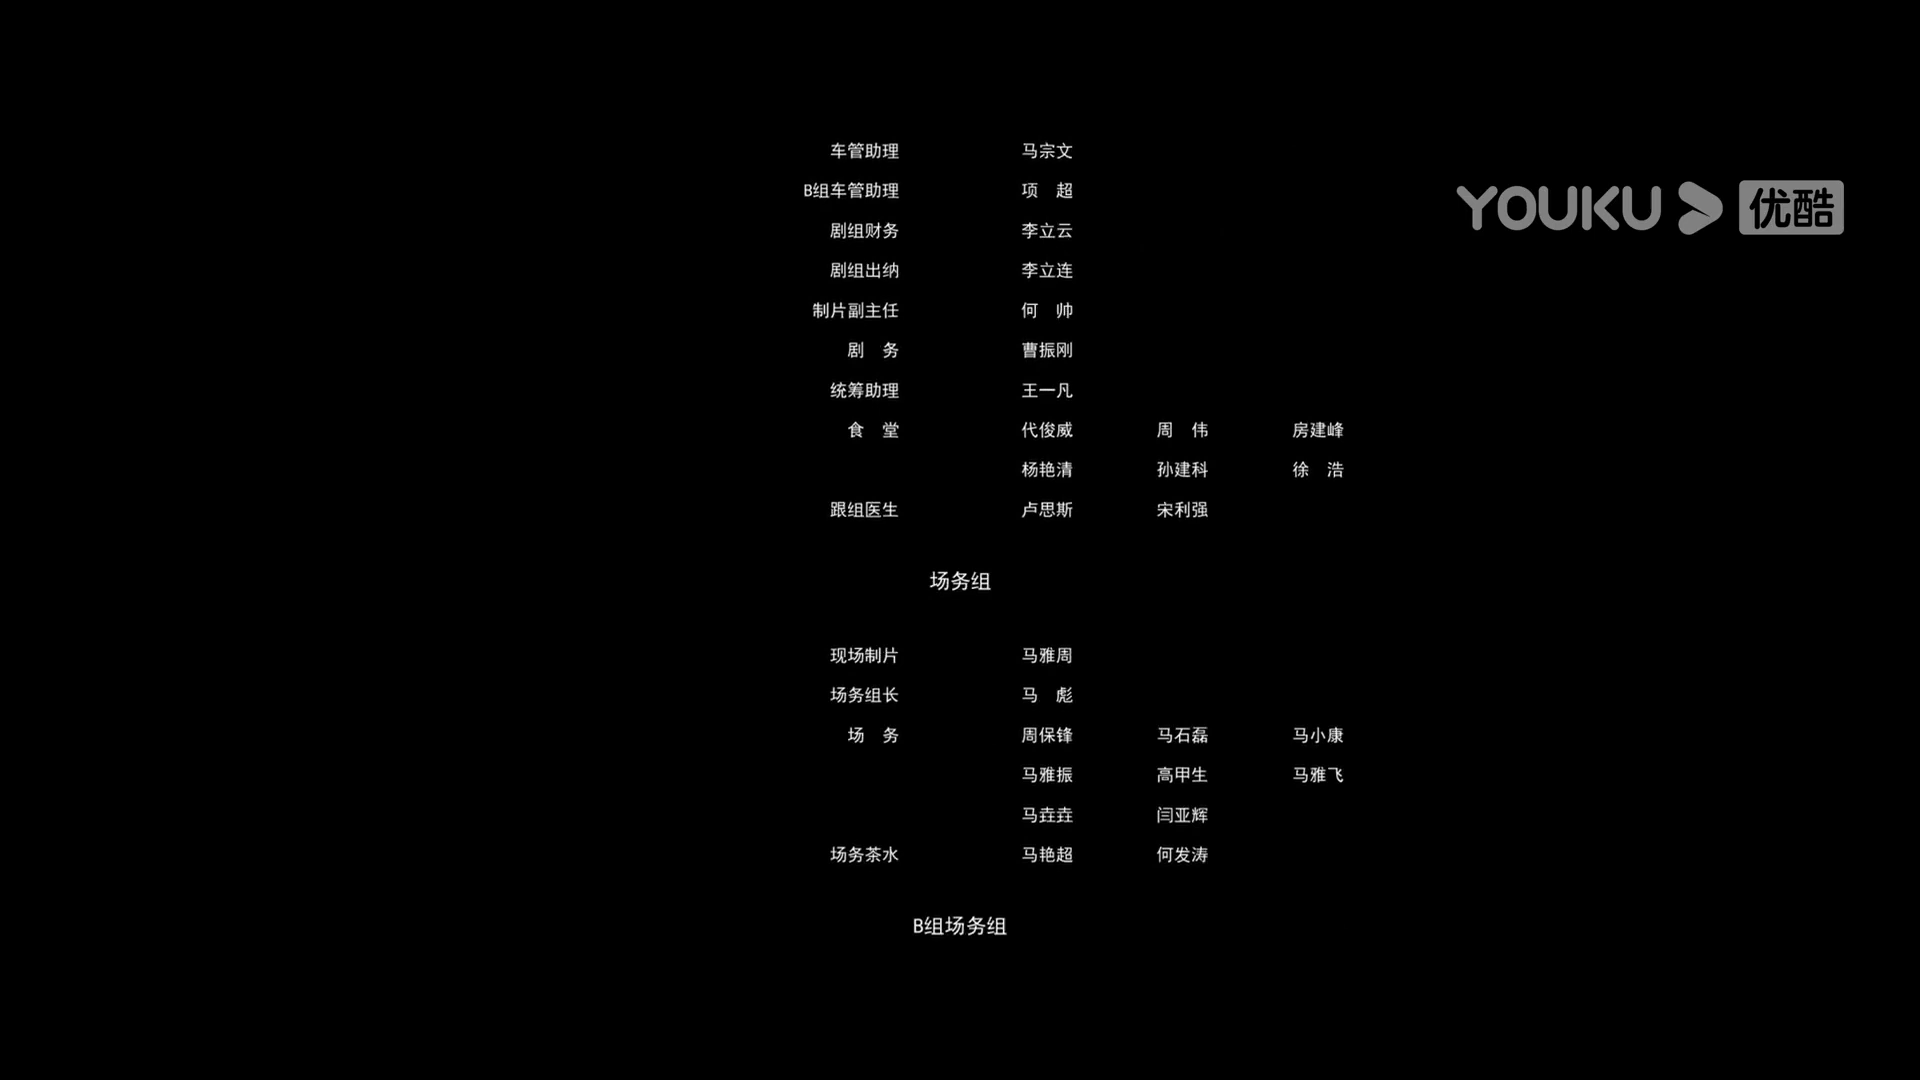 车管助理 马宗文
B组车管助理 项 超
YOUKU 优酷
剧组财务 李立云
剧组出纳 李立连
制片副主任 何 帅
剧 务 曹振刚
统筹助理 王一凡
食 堂 代俊威 周 伟 房建峰
杨艳清 孙建科 徐 浩
跟组医生 卢思斯 宋利强
场务组
现场制片 马雅周
场务组长 马 彪
场 务 周保锋 马石磊 马小康
马雅振 高甲生 马雅飞
马垚垚 闫亚辉
场务茶水 马艳超 何发涛
B组场务组